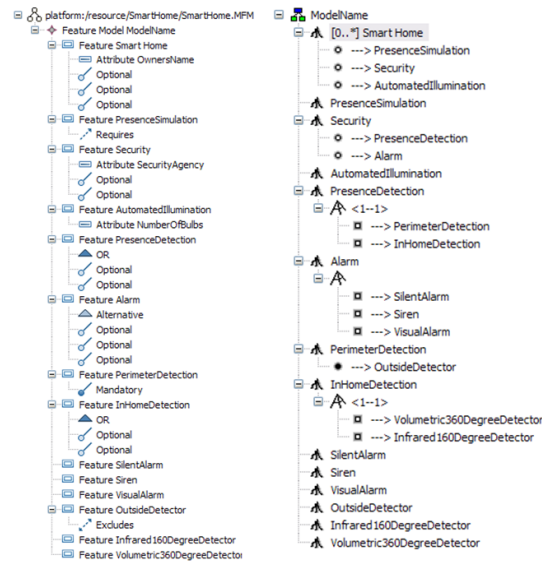 platform:/resource/SmartHome/SmartHome.MFM
Feature Model ModelName
Feature Smart Home
Attribute OwnersName
Optional
Optional
Optional
Feature PresenceSimulation
Requires
Feature Security
Attribute SecurityAgency
Optional
Optional
Feature AutomatedIllumination
Attribute NumberOfBulbs
Feature PresenceDetection
OR
Optional
Optional
Feature Alarm
Alternative
Optional
Optional
Optional
Feature PerimeterDetection
Mandatory
Feature InHomeDetection
OR
Optional
Optional
Feature SilentAlarm
Feature Siren
Feature VisualAlarm
Feature OutsideDetector
Excludes
Feature Infrared160DegreeDetector
Feature Volumetric360DegreeDetector
ModelName
[0..*] Smart Home
---> PresenceSimulation
---> Security
---> AutomatedIllumination
PresenceSimulation
Security
---> PresenceDetection
---> Alarm
AutomatedIllumination
PresenceDetection
<1--1>
---> PerimeterDetection
---> InHomeDetection
Alarm
---> SilentAlarm
---> Siren
---> VisualAlarm
PerimeterDetection
---> OutsideDetector
InHomeDetection
<1--1>
---> Volumetric360DegreeDetector
---> Infrared160DegreeDetector
SilentAlarm
Siren
VisualAlarm
OutsideDetector
Infrared160DegreeDetector
Volumetric360DegreeDetector